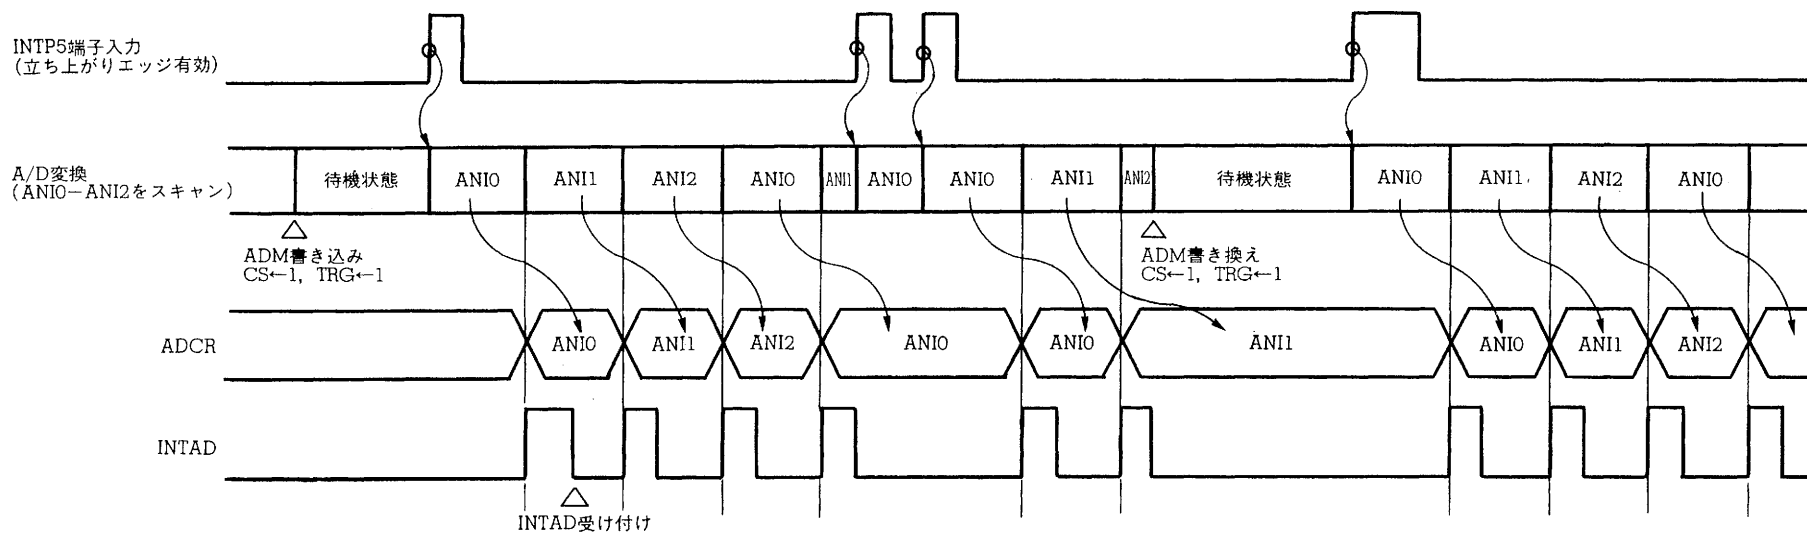 INTP5端子入力
(立ち上がりエッジ有効)
A/D変換
(ANI0－ANI2をスキャン)
待機状態
ANI0
ANI1
ANI2
ANI0
ANI1
ANI0
ANI0
ANI1
ANI2
待機状態
ANI0
ANI1
ANI2
ANI0
ADM書き込み
CS←1, TRG←1
ADM書き換え
CS←1, TRG←1
ADCR
ANI0
ANI1
ANI2
ANI0
ANI0
ANI1
ANI0
ANI1
ANI2
INTAD
INTAD受け付け